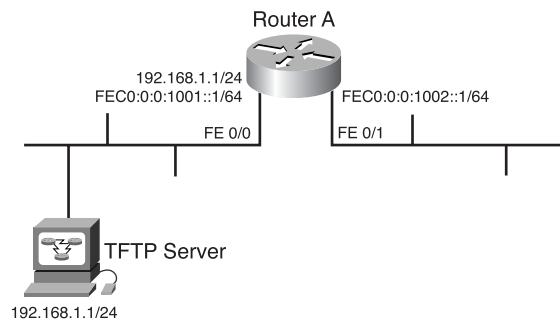 Router A
192.168.1.1/24
FEC0:0:0:1001::1/64
FEC0:0:0:1002::1/64
FE 0/0
FE 0/1
TFTP Server
192.168.1.1/24